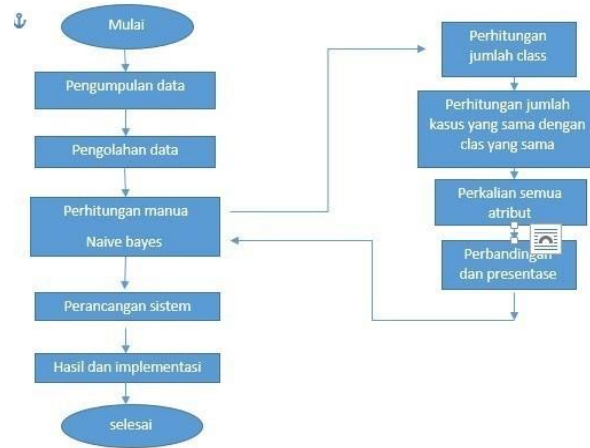 Mulai
Pengumpulan data
Pengolahan data
Perhitungan manua
Naive bayes
Perancangan sistem
Hasil dan implementasi
selesai
Perhitungan
jumlah class
Perhitungan jumlah
kasus yang sama dengan
clas yang sama
Perkalian semua
atribut
Perbandingan
dan presentase